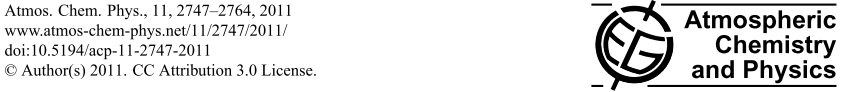 Atmos. Chem. Phys., 11, 2747–2764, 2011
www.atmos-chem-phys.net/11/2747/2011/
doi:10.5194/acp-11-2747-2011
© Author(s) 2011. CC Attribution 3.0 License.
EG
Atmospheric
Chemistry
and Physics